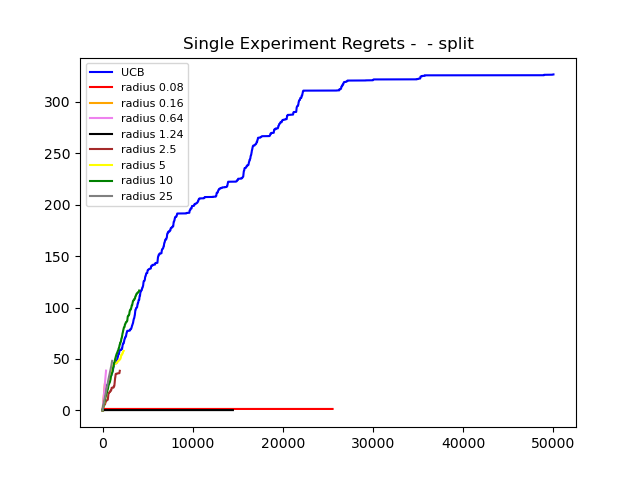 Single Experiment Regrets -  - split
UCB
radius 0.08
radius 0.16
radius 0.64
radius 1.24
radius 2.5
radius 5
radius 10
radius 25
300
250
200
150
100
50
0
0 10000 20000 30000 40000 50000